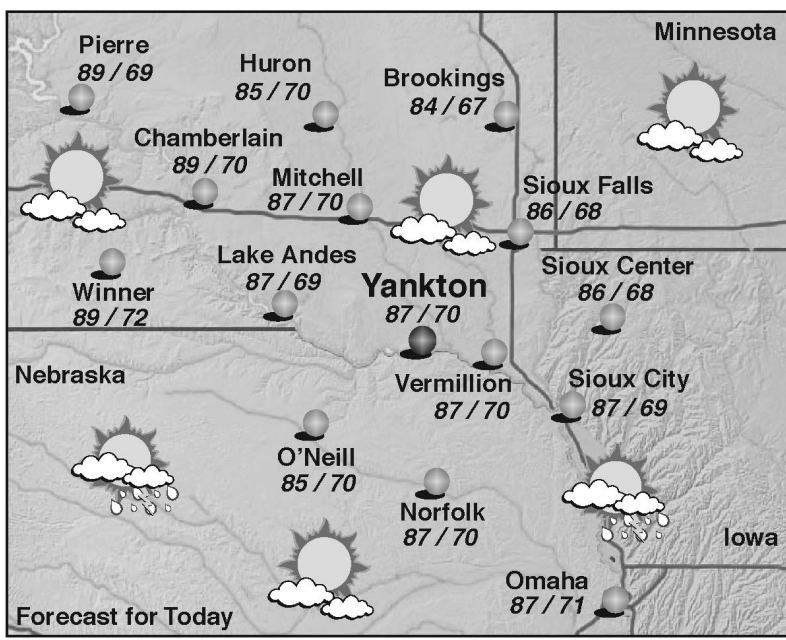 Minnesota
Pierre
89 / 69
Huron
85 / 70
Brookings
84 / 67
Chamberlain
89 / 70
Mitchell
87 / 70
Sioux Falls
86 / 68
Winner
89 / 72
Lake Andes
87 / 69
Yankton
87 / 70
Sioux Center
86 / 68
Nebraska
Vermillion
87 / 70
Sioux City
87 / 69
O'Neill
85 / 70
Norfolk
87 / 70
Iowa
Omaha
87 / 71
Forecast for Today